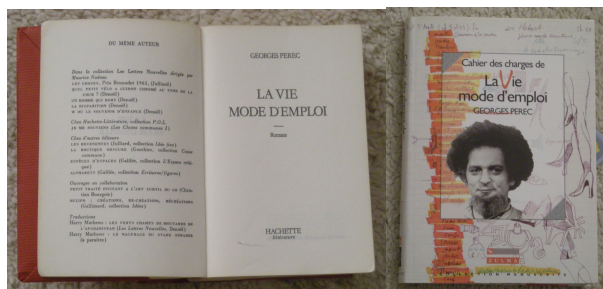 DU MÊME AUTEUR
Dans la collection Les Lettres Nouvelles dirigée par
Maurice Nadeau
LES CHOSES, Prix Renaudot 1965, (Julliard)
QUEL PETIT VÉLO A GUIDON CHROMÉ AU FOND DE LA
COUR ? (Denoël)
UN HOMME QUI DORT (Denoël)
LA DISPARITION (Denoël)
W OU LE SOUVENIR D'ENFANCE (Denoël)
Chez Hachette-Littérature, collection P.O.L.
JE ME SOUVIENS (Les Choses communes I)
Chez d'autres éditeurs
LES REVENENTES (Julliard, collection Idée fixe)
LA BOUTIQUE OBSCURE (Gonthier, collection Cause
commune)
ESPÈCES D'ESPACES (Galilée, collection L'Espace criti-
que)
ALPHABETS (Galilée, collection Écritures/figures)
Ouvrages en collaboration
PETIT TRAITÉ INVITANT A L'ART SUBTIL DU GO (Chris-
tian Bourgois)
OULIPO : CRÉATIONS, RE-CRÉATIONS, RÉCRÉATIONS
(Gallimard, collection Idées)
Traductions
Harry Mathews : LES VERTS CHAMPS DE MOUTARDE DE
L'AFGHANISTAN (Les Lettres Nouvelles, Denoël)
Harry Mathews : LE NAUFRAGE DU STADE ODRADEK
(à paraître)
GEORGES PEREC
LA VIE
MODE D'EMPLOI
Roman
HACHETTE
Littérature
Cahier des charges de
La Vie
mode d'emploi
GEORGES PEREC
ZULMA